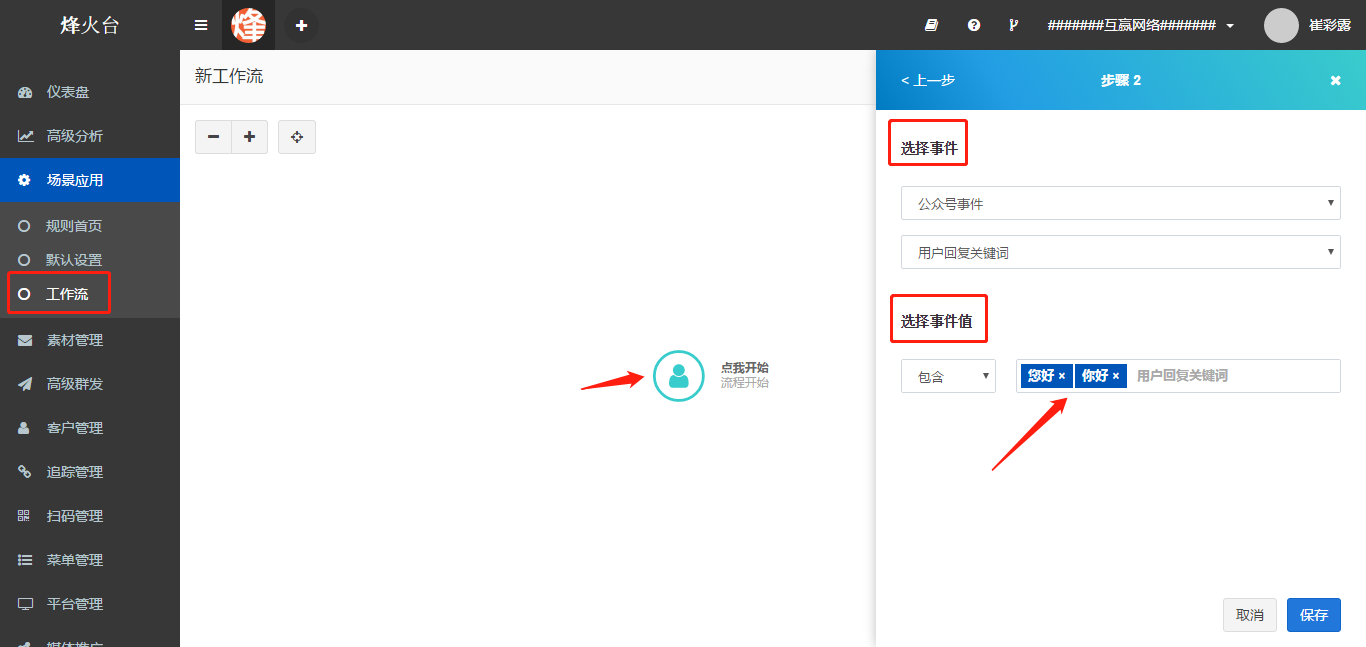 烽火台
烽
#######互赢网络#######
崔彩露
仪表盘
高级分析
场景应用
规则首页
默认设置
工作流
素材管理
高级群发
客户管理
追踪管理
扫码管理
菜单管理
平台管理
媒体推广
新工作流
点我开始
流程开始
< 上一步
步骤 2
选择事件
公众号事件
用户回复关键词
选择事件值
包含
您好 × 你好 × 用户回复关键词
取消
保存